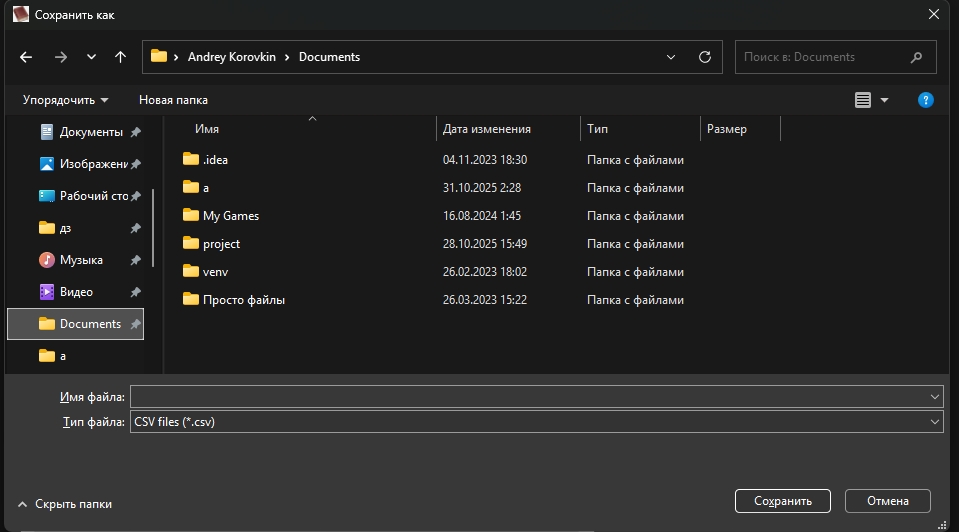 Сохранить как
Andrey Korovkin › Documents
Поиск в: Documents
Упорядочить Новая папка
Имя Дата изменения Тип Размер
Документы
Изображени
Рабочий сто
дз
Музыка
Видео
Documents
a
.idea 04.11.2023 18:30 Папка с файлами
a 31.10.2025 2:28 Папка с файлами
My Games 16.08.2024 1:45 Папка с файлами
project 28.10.2025 15:49 Папка с файлами
venv 26.02.2023 18:02 Папка с файлами
Просто файлы 26.03.2023 15:22 Папка с файлами
Имя файла:
Тип файла: CSV files (*.csv)
Скрыть папки
Сохранить Отмена